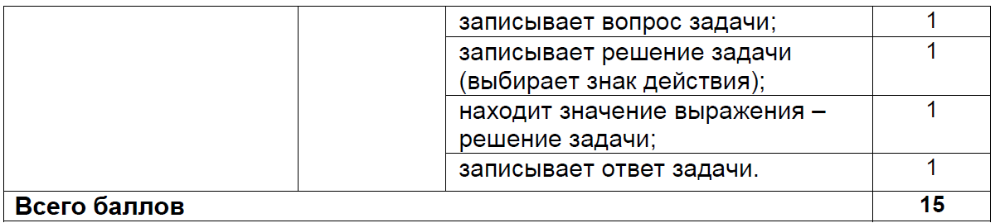 записывает вопрос задачи; 1
записывает решение задачи 1
(выбирает знак действия);
находит значение выражения – 1
решение задачи;
записывает ответ задачи. 1
Всего баллов 15